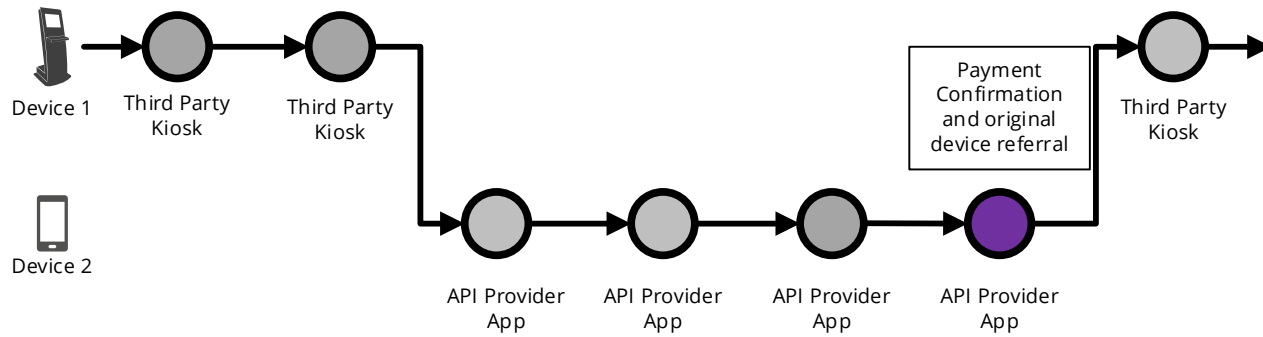 Device 1
Third Party
Kiosk
Third Party
Kiosk
Payment
Confirmation
and original
device referral
Third Party
Kiosk
Device 2
API Provider
App
API Provider
App
API Provider
App
API Provider
App